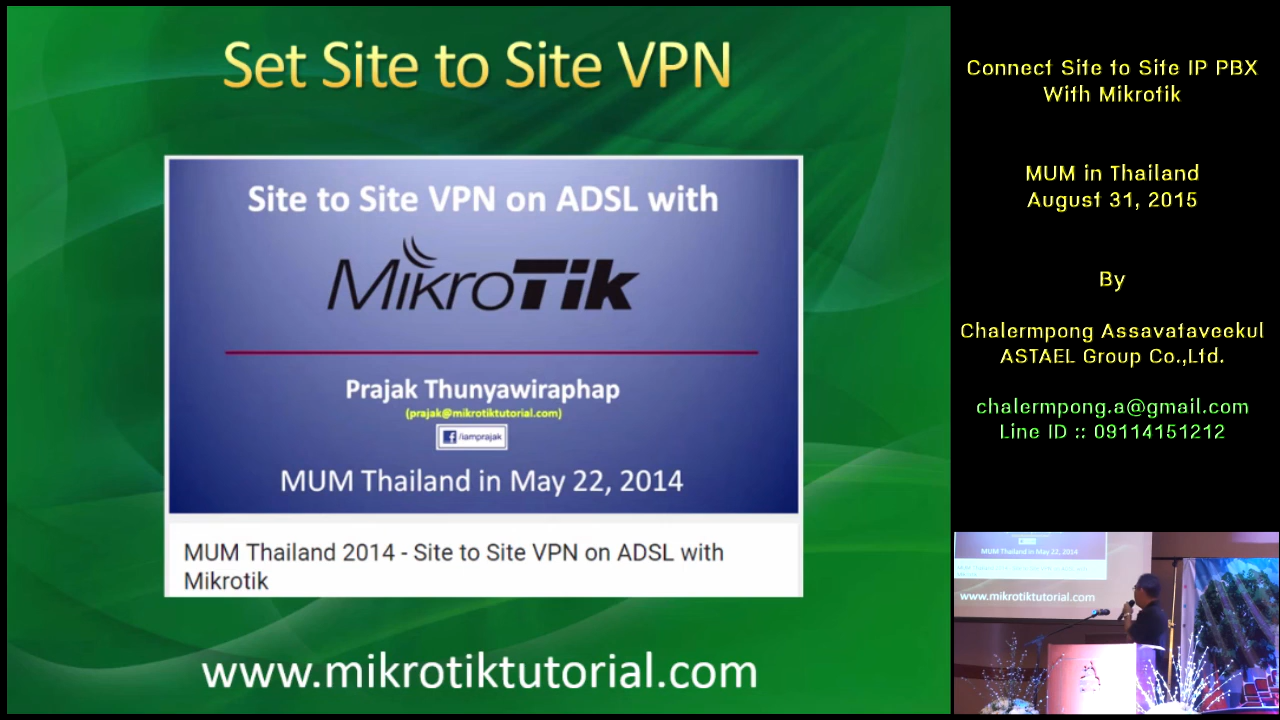 Set Site to Site VPN
Site to Site VPN on ADSL with
MikroTik
Prajak Thunyawiraphap
(prajak@mikrotiktutorial.com)
/iamprajak
MUM Thailand in May 22, 2014
MUM Thailand 2014 - Site to Site VPN on ADSL with
Mikrotik
www.mikrotiktutorial.com
Connect Site to Site IP PBX
With Mikrotik
MUM in Thailand
August 31, 2015
By
Chalermpong Assavataveekul
ASTAEL Group Co.,Ltd.
chalermpong.a@gmail.com
Line ID :: 09114151212
MUM Thailand in May 22, 2014
www.mikrotiktutorial.com